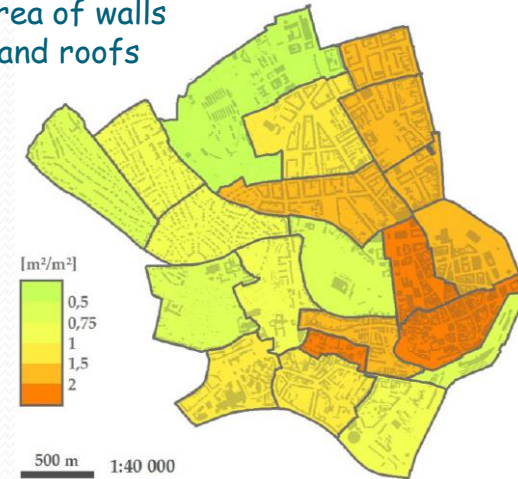 rea of walls
and roofs
[m²/m²]
0,5
0,75
1
1,5
2
500 m 1:40 000